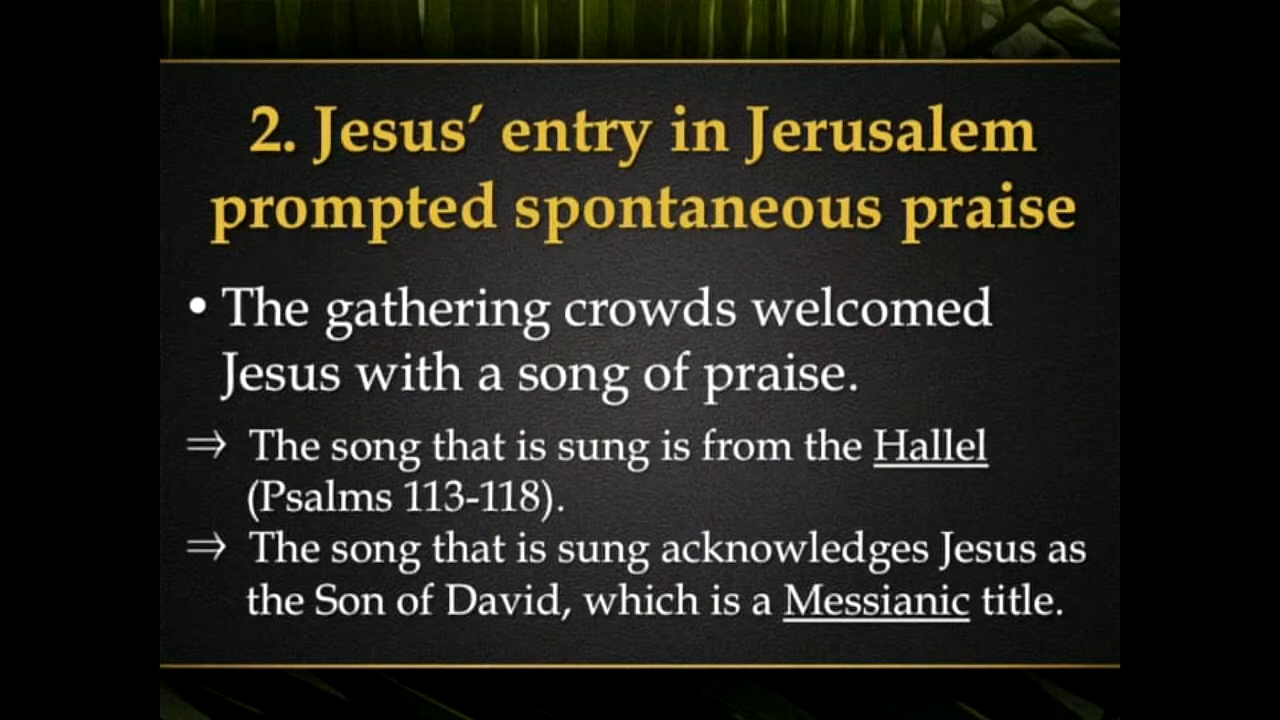 2. Jesus’ entry in Jerusalem
prompted spontaneous praise
• The gathering crowds welcomed
Jesus with a song of praise.
⇒ The song that is sung is from the Hallel
(Psalms 113-118).
⇒ The song that is sung acknowledges Jesus as
the Son of David, which is a Messianic title.